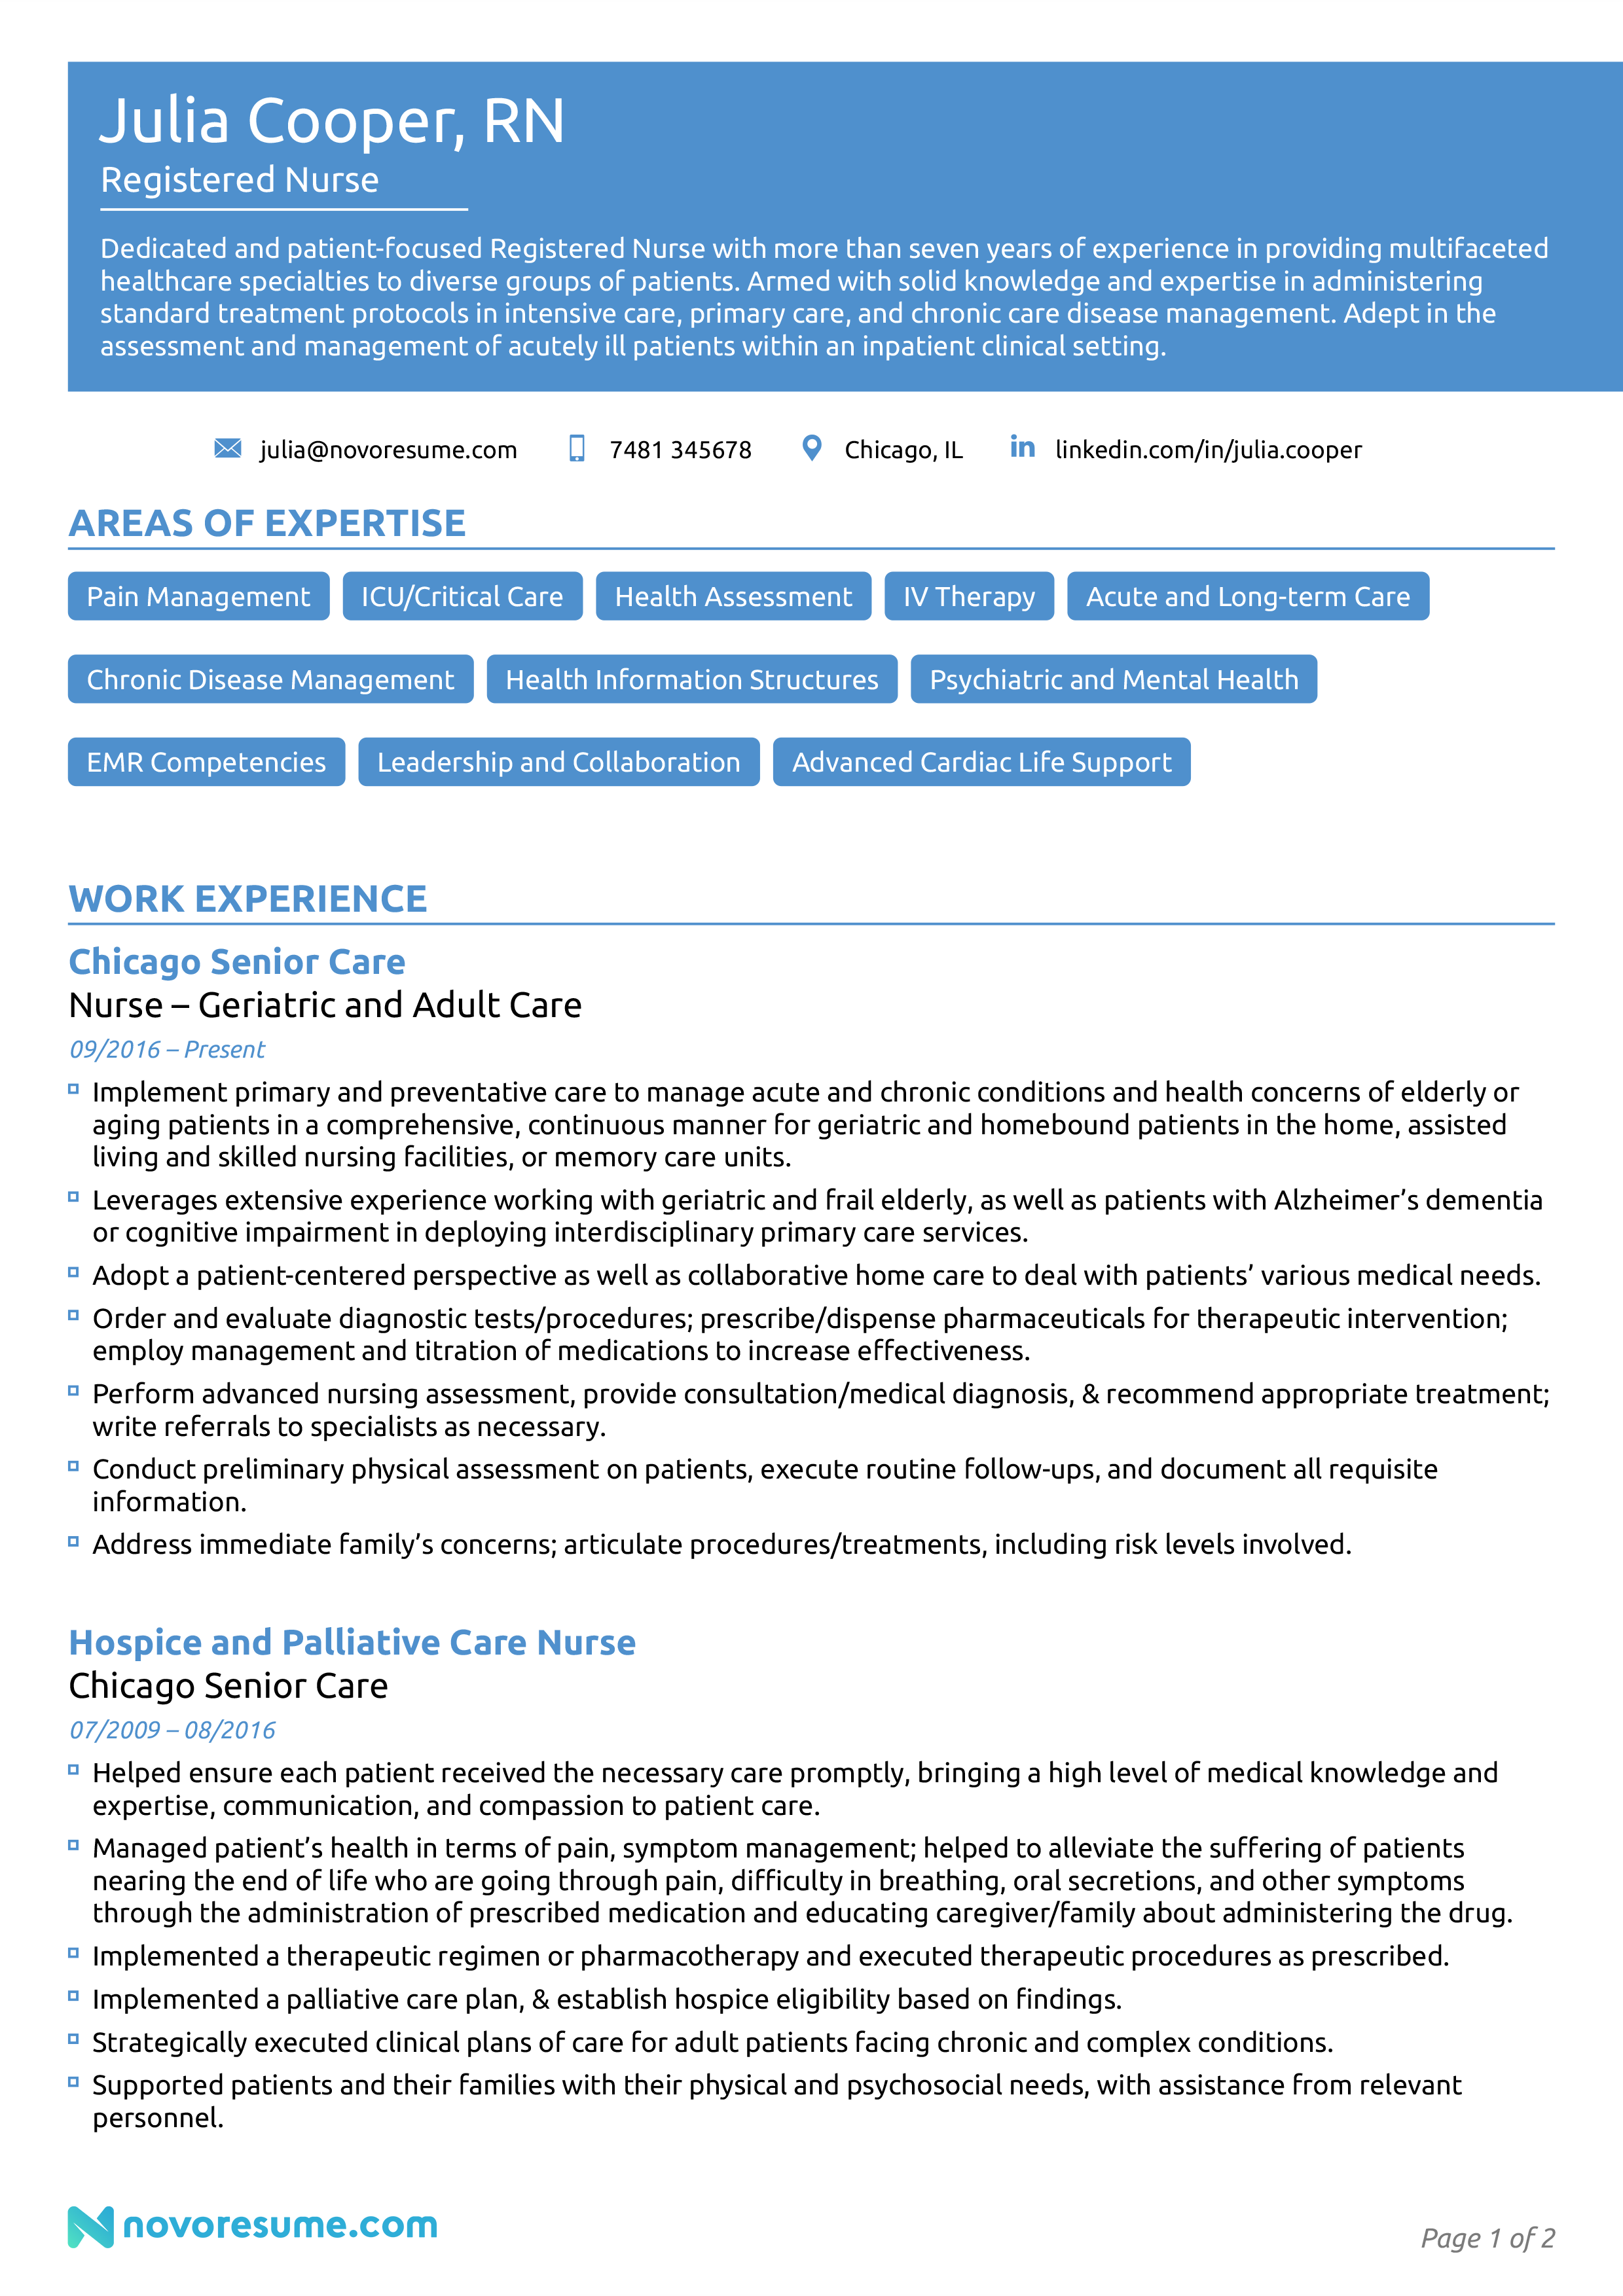 Julia Cooper, RN
Registered Nurse
Dedicated and patient-focused Registered Nurse with more than seven years of experience in providing multifaceted
healthcare specialties to diverse groups of patients. Armed with solid knowledge and expertise in administering
standard treatment protocols in intensive care, primary care, and chronic care disease management. Adept in the
assessment and management of acutely ill patients within an inpatient clinical setting.
julia@novoresume.com 7481 345678 Chicago, IL in linkedin.com/in/julia.cooper
AREAS OF EXPERTISE
Pain Management ICU/Critical Care Health Assessment IV Therapy Acute and Long-term Care
Chronic Disease Management Health Information Structures Psychiatric and Mental Health
EMR Competencies Leadership and Collaboration Advanced Cardiac Life Support
WORK EXPERIENCE
Chicago Senior Care
Nurse – Geriatric and Adult Care
09/2016 – Present
Implement primary and preventative care to manage acute and chronic conditions and health concerns of elderly or
aging patients in a comprehensive, continuous manner for geriatric and homebound patients in the home, assisted
living and skilled nursing facilities, or memory care units.
Leverages extensive experience working with geriatric and frail elderly, as well as patients with Alzheimer’s dementia
or cognitive impairment in deploying interdisciplinary primary care services.
Adopt a patient-centered perspective as well as collaborative home care to deal with patients’ various medical needs.
Order and evaluate diagnostic tests/procedures; prescribe/dispense pharmaceuticals for therapeutic intervention;
employ management and titration of medications to increase effectiveness.
Perform advanced nursing assessment, provide consultation/medical diagnosis, & recommend appropriate treatment;
write referrals to specialists as necessary.
Conduct preliminary physical assessment on patients, execute routine follow-ups, and document all requisite
information.
Address immediate family’s concerns; articulate procedures/treatments, including risk levels involved.
Hospice and Palliative Care Nurse
Chicago Senior Care
07/2009 – 08/2016
Helped ensure each patient received the necessary care promptly, bringing a high level of medical knowledge and
expertise, communication, and compassion to patient care.
Managed patient’s health in terms of pain, symptom management; helped to alleviate the suffering of patients
nearing the end of life who are going through pain, difficulty in breathing, oral secretions, and other symptoms
through the administration of prescribed medication and educating caregiver/family about administering the drug.
Implemented a therapeutic regimen or pharmacotherapy and executed therapeutic procedures as prescribed.
Implemented a palliative care plan, & establish hospice eligibility based on findings.
Strategically executed clinical plans of care for adult patients facing chronic and complex conditions.
Supported patients and their families with their physical and psychosocial needs, with assistance from relevant
personnel.
novoresume.com
Page 1 of 2